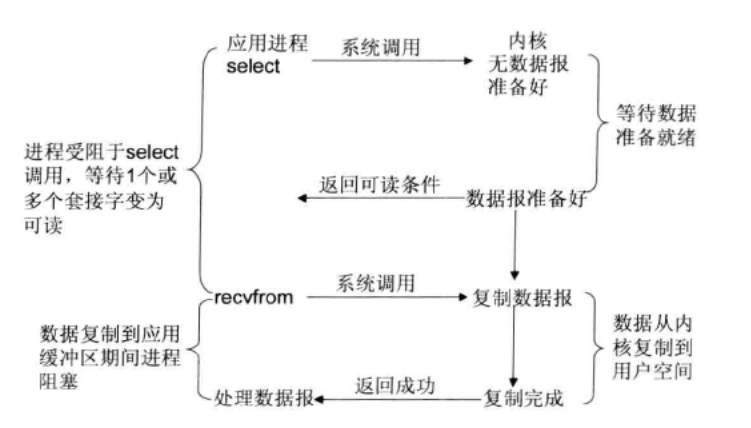 应用进程
select
系统调用
内核
无数据报
准备好
等待数据
准备就绪
进程受阻于select
调用，等待1个或
多个套接字变为
可读
返回可读条件
数据报准备好
recvfrom
系统调用
复制数据报
数据复制到应用
缓冲区期间进程
阻塞
数据从内
核复制到
用户空间
处理数据报
返回成功
复制完成